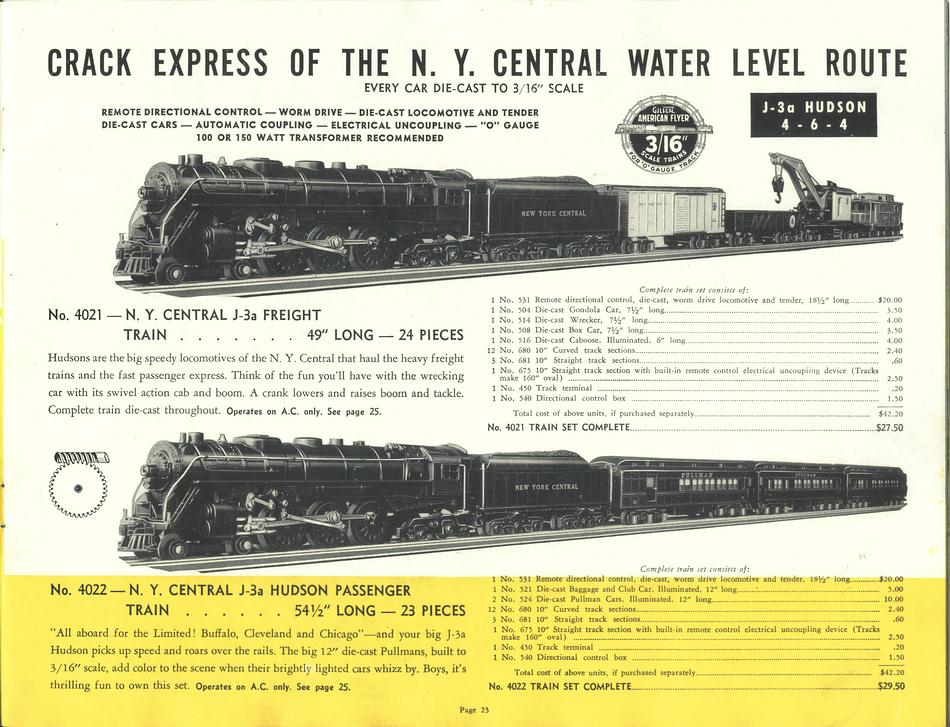 CRACK EXPRESS OF THE N. Y. CENTRAL WATER LEVEL ROUTE
EVERY CAR DIE-CAST TO 3/16" SCALE
REMOTE DIRECTIONAL CONTROL — WORM DRIVE — DIE-CAST LOCOMOTIVE AND TENDER
DIE-CAST CARS — AUTOMATIC COUPLING — ELECTRICAL UNCOUPLING — "O" GAUGE
100 OR 150 WATT TRANSFORMER RECOMMENDED
GILBERT
AMERICAN FLYER
3/16"
SCALE TRAINS
FOR "O" GAUGE TRACK
J-3a HUDSON
4 - 6 - 4
NEW YORK CENTRAL
No. 4021 — N. Y. CENTRAL J-3a FREIGHT
TRAIN . . . . . . . 49" LONG — 24 PIECES
Hudsons are the big speedy locomotives of the N. Y. Central that haul the heavy freight
trains and the fast passenger express. Think of the fun you'll have with the wrecking
car with its swivel action cab and boom. A crank lowers and raises boom and tackle.
Complete train die-cast throughout. Operates on A.C. only. See page 25.
Complete train set consists of:
1 No. 531 Remote directional control, die-cast, worm drive locomotive and tender, 18½" long..........$20.00
1 No. 504 Die-cast Gondola Car, 7½" long.......... 3.50
1 No. 514 Die-cast Wrecker, 7½" long.......... 4.00
1 No. 508 Die-cast Box Car, 7½" long.......... 3.50
1 No. 516 Die-cast Caboose. Illuminated. 6" long.......... 4.00
12 No. 680 10" Curved track sections.......... 2.40
3 No. 681 10" Straight track sections.......... .60
1 No. 675 10" Straight track section with built-in remote control electrical uncoupling device (Tracks
make 160" oval) .......... 2.50
1 No. 450 Track terminal .......... .20
1 No. 540 Directional control box .......... 1.50
Total cost of above units, if purchased separately..........$42.20
No. 4021 TRAIN SET COMPLETE..........$27.50
NEW YORK CENTRAL
PULLMAN
PULLMAN
No. 4022 — N. Y. CENTRAL J-3a HUDSON PASSENGER
TRAIN . . . . . . 54½" LONG — 23 PIECES
"All aboard for the Limited! Buffalo, Cleveland and Chicago"—and your big J-3a
Hudson picks up speed and roars over the rails. The big 12" die-cast Pullmans, built to
3/16" scale, add color to the scene when their brightly lighted cars whizz by. Boys, it's
thrilling fun to own this set. Operates on A.C. only. See page 25.
Complete train set consists of:
1 No. 531 Remote directional control, die-cast, worm drive locomotive and tender, 18½" long..........$20.00
1 No. 521 Die-cast Baggage and Club Car. Illuminated, 12" long.......... 5.00
2 No. 524 Die-cast Pullman Cars. Illuminated. 12" long.......... 10.00
12 No. 680 10" Curved track sections.......... 2.40
3 No. 681 10" Straight track sections.......... .60
1 No. 675 10" Straight track section with built-in remote control electrical uncoupling device (Tracks
make 160" oval) .......... 2.50
1 No. 450 Track terminal .......... .20
1 No. 540 Directional control box .......... 1.50
Total cost of above units, if purchased separately..........$42.20
No. 4022 TRAIN SET COMPLETE..........$29.50
Page 23